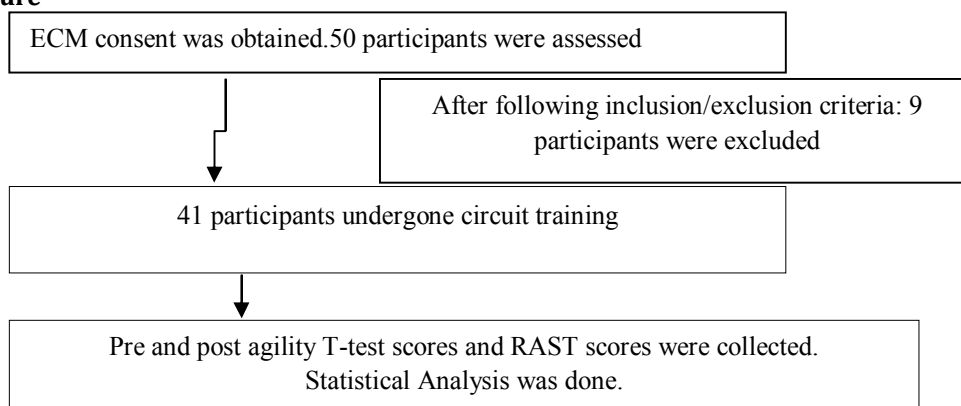 ECM consent was obtained.50 participants were assessed
After following inclusion/exclusion criteria: 9
participants were excluded
41 participants undergone circuit training
Pre and post agility T-test scores and RAST scores were collected.
Statistical Analysis was done.